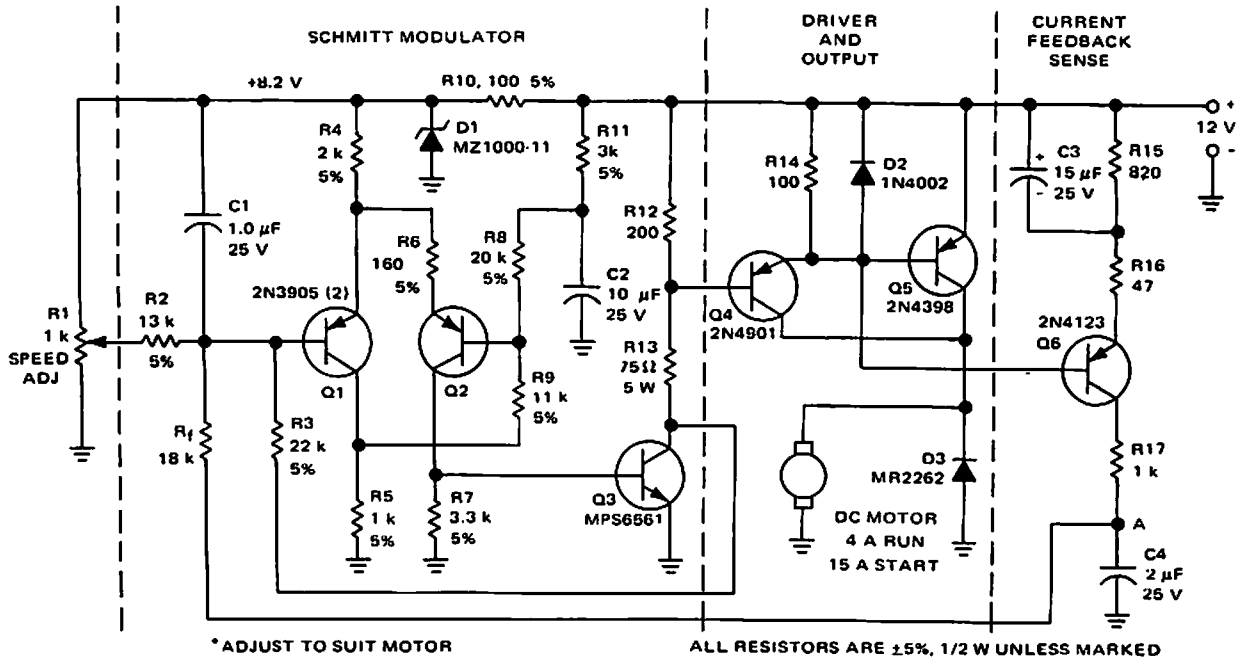 SCHMITT MODULATOR
DRIVER
AND
OUTPUT
CURRENT
FEEDBACK
SENSE
+8.2 V
R10, 100 5%
R4
2 k
5%
D1
MZ1000-11
R11
3k
5%
R14
100
D2
1N4002
C3
15 µF
25 V
+
-
R15
820
+
12 V
-
C1
1.0 µF
25 V
R6
160
5%
R8
20 k
5%
R12
200
C2
10 µF
25 V
R16
47
2N3905 (2)
Q5
2N4398
Q4
2N4901
R1
1 k
SPEED
ADJ
R2
13 k
5%
Q1
Q2
R13
75Ω
5 W
2N4123
Q6
R9
11 k
5%
Rf
18 k
R3
22 k
5%
R17
1 k
D3
MR2262
R5
1 k
5%
R7
3.3 k
5%
Q3
MPS6561
DC MOTOR
4 A RUN
15 A START
A
C4
2 µF
25 V
*ADJUST TO SUIT MOTOR
ALL RESISTORS ARE ±5%, 1/2 W UNLESS MARKED